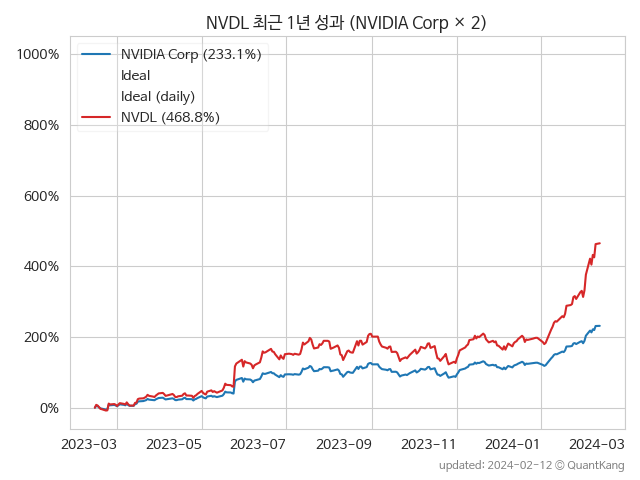 NVDL 최근 1년 성과 (NVIDIA Corp × 2)
NVIDIA Corp (233.1%)
Ideal
Ideal (daily)
NVDL (468.8%)
1000%
800%
600%
400%
200%
0%
2023-03 2023-05 2023-07 2023-09 2023-11 2024-01 2024-03
updated: 2024-02-12 © QuantKang